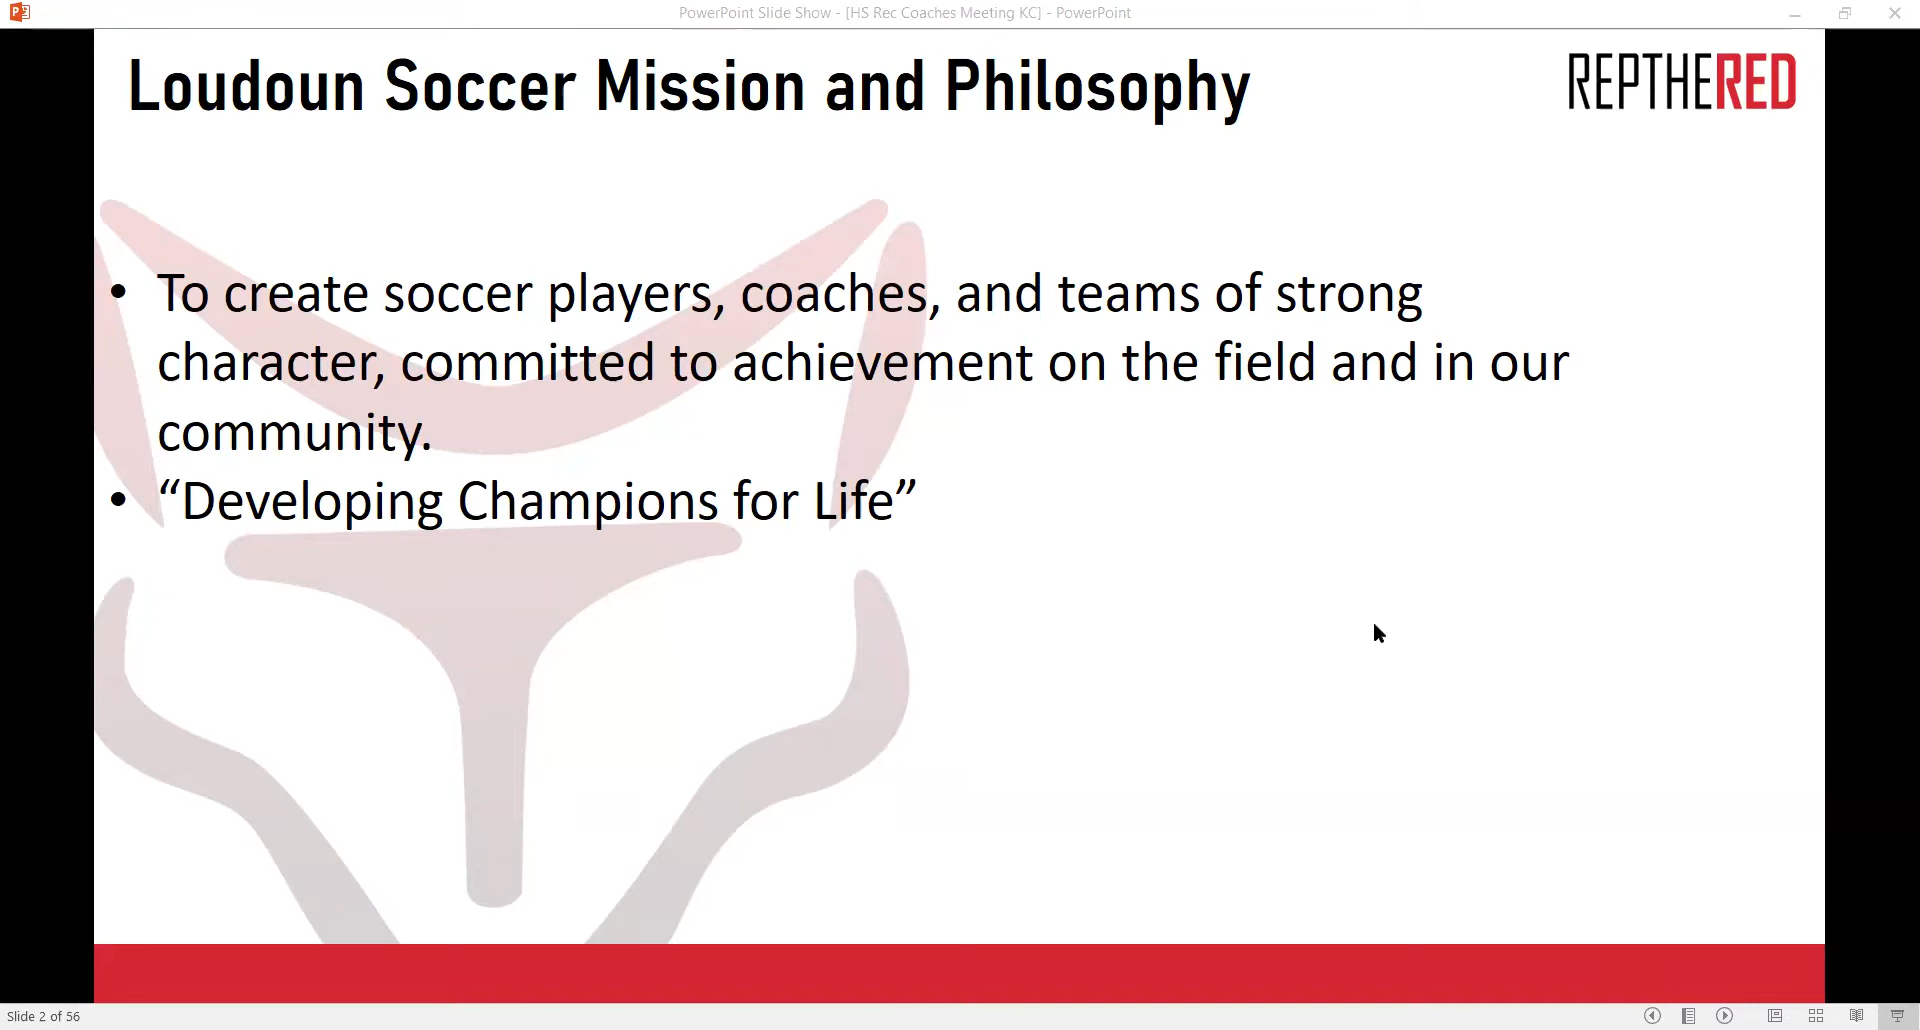 PowerPoint Slide Show - [HS Rec Coaches Meeting KC] - PowerPoint
Loudoun Soccer Mission and Philosophy
REPTHERED
• To create soccer players, coaches, and teams of strong
character, committed to achievement on the field and in our
community.
• “Developing Champions for Life”
Slide 2 of 56